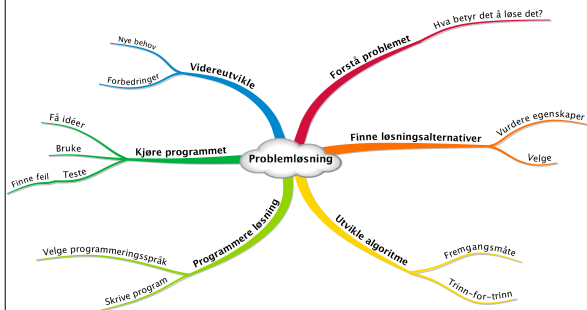 Problemløsning
Forstå problemet
Hva betyr det å løse det?
Finne løsningsalternativer
Vurdere egenskaper
Velge
Utvikle algoritme
Fremgangsmåte
Trinn-for-trinn
Programmere løsning
Velge programmeringsspråk
Skrive program
Kjøre programmet
Få idéer
Bruke
Teste
Finne feil
Videreutvikle
Nye behov
Forbedringer